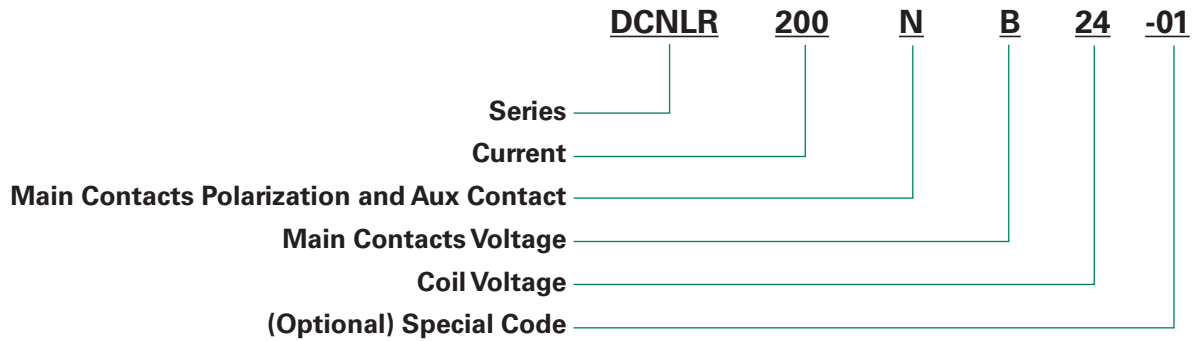 DCNLR 200 N B 24 -01
Series
Current
Main Contacts Polarization and Aux Contact
Main Contacts Voltage
Coil Voltage
(Optional) Special Code